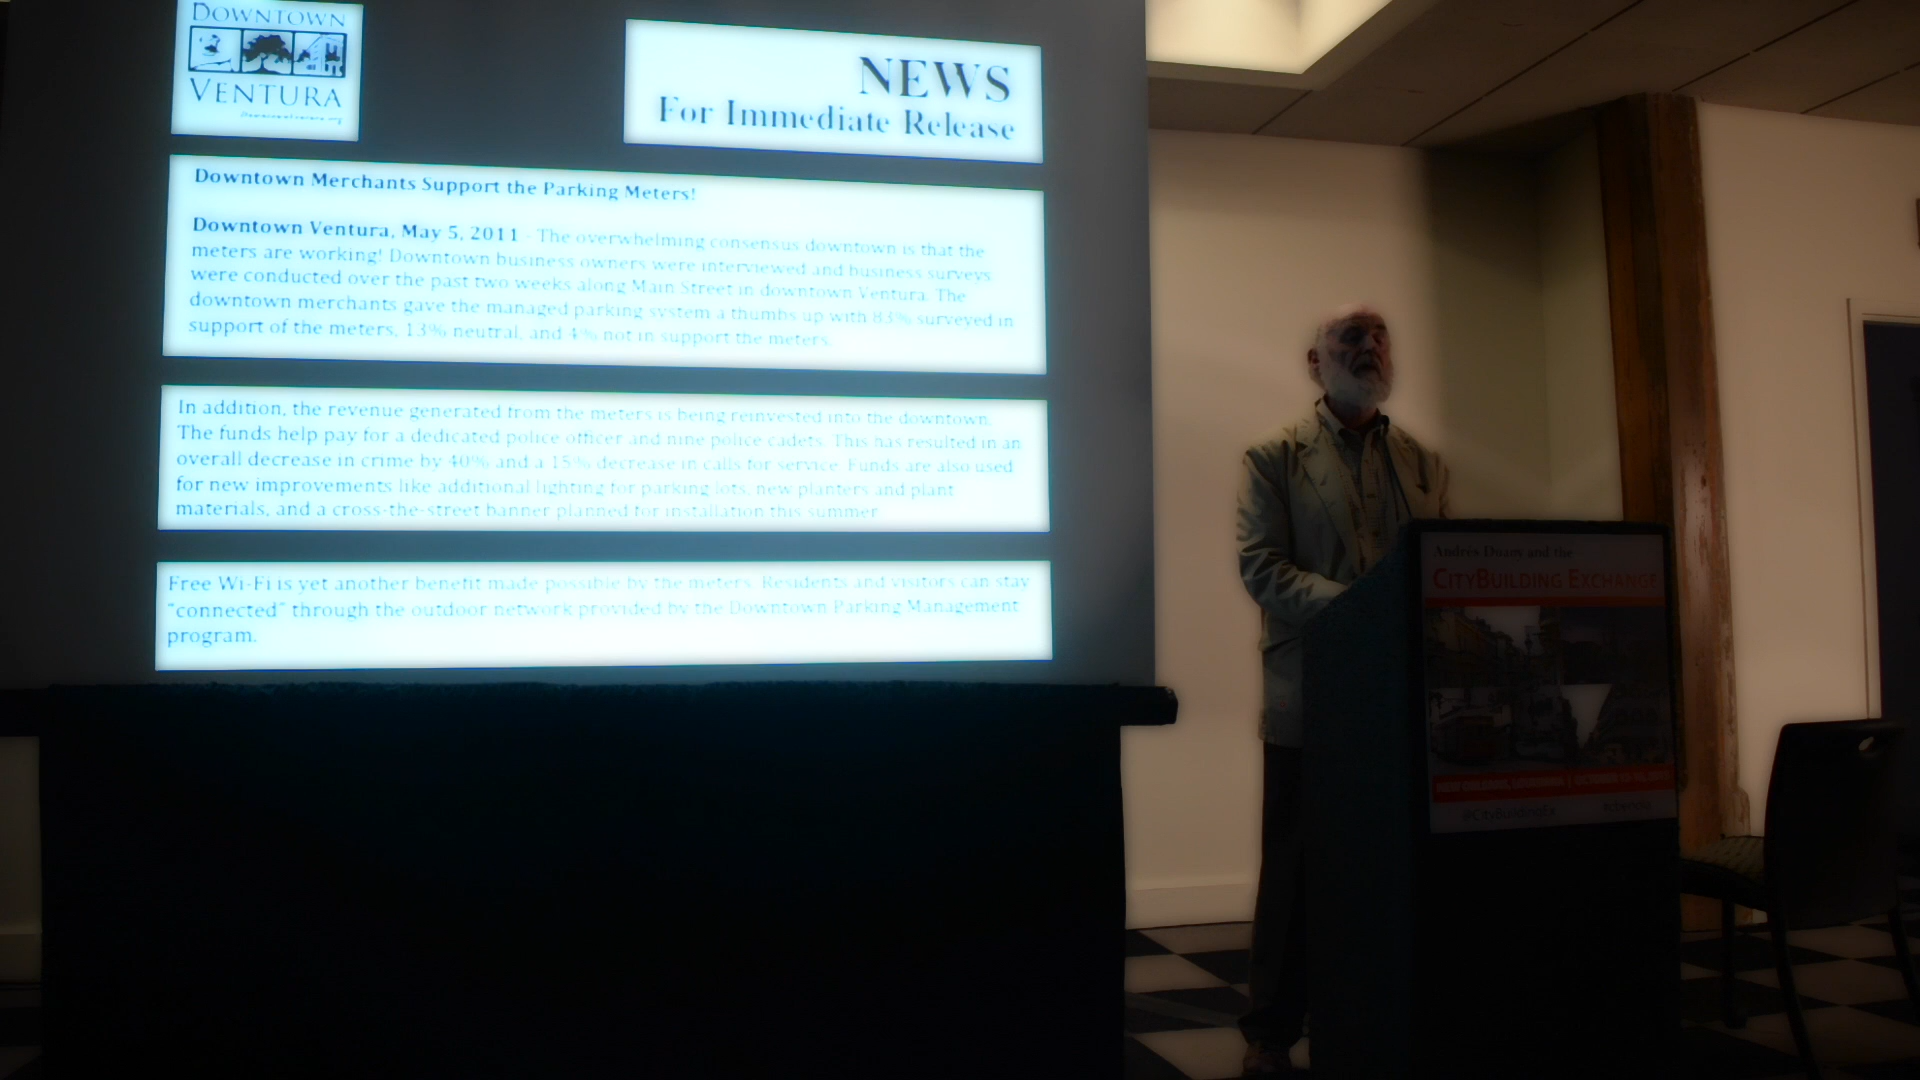 DOWNTOWN
VENTURA
NEWS
For Immediate Release
Downtown Merchants Support the Parking Meters!
Downtown Ventura, May 5, 2011 - The overwhelming consensus downtown is that the
meters are working! Downtown business owners were interviewed and business surveys
were conducted over the past two weeks along Main Street in downtown Ventura. The
downtown merchants gave the managed parking system a thumbs up with 83% surveyed in
support of the meters, 13% neutral, and 4% not in support the meters.
In addition, the revenue generated from the meters is being reinvested into the downtown.
The funds help pay for a dedicated police officer and nine police cadets. This has resulted in an
overall decrease in crime by 40% and a 15% decrease in calls for service. Funds are also used
for new improvements like additional lighting for parking lots, new planters and plant
materials, and a cross-the-street banner planned for installation this summer.
Free Wi-Fi is yet another benefit made possible by the meters. Residents and visitors can stay
"connected" through the outdoor network provided by the Downtown Parking Management
program.
Andrés Duany and the
CITYBUILDING EXCHANGE
NEW ORLEANS, LOUISIANA | OCTOBER
@CityBuildingEx